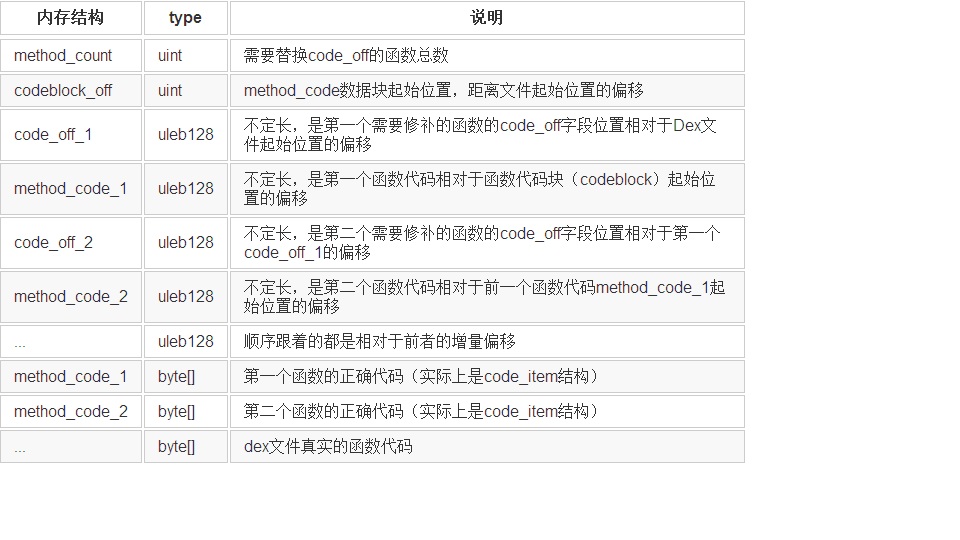 内存结构 type 说明
method_count uint 需要替换code_off的函数总数
codeblock_off uint method_code数据块起始位置，距离文件起始位置的偏移
code_off_1 uleb128 不定长，是第一个需要修补的函数的code_off字段位置相对于Dex文
件起始位置的偏移
method_code_1 uleb128 不定长，是第一个函数代码相对于函数代码块（codeblock）起始位
置的偏移
code_off_2 uleb128 不定长，是第二个需要修补的函数的code_off字段位置相对于第一个
code_off_1的偏移
method_code_2 uleb128 不定长，是第二个函数代码相对于前一个函数代码method_code_1起
始位置的偏移
... uleb128 顺序跟着的都是相对于前者的增量偏移
method_code_1 byte[] 第一个函数的正确代码（实际上是code_item结构）
method_code_2 byte[] 第二个函数的正确代码（实际上是code_item结构）
... byte[] dex文件真实的函数代码